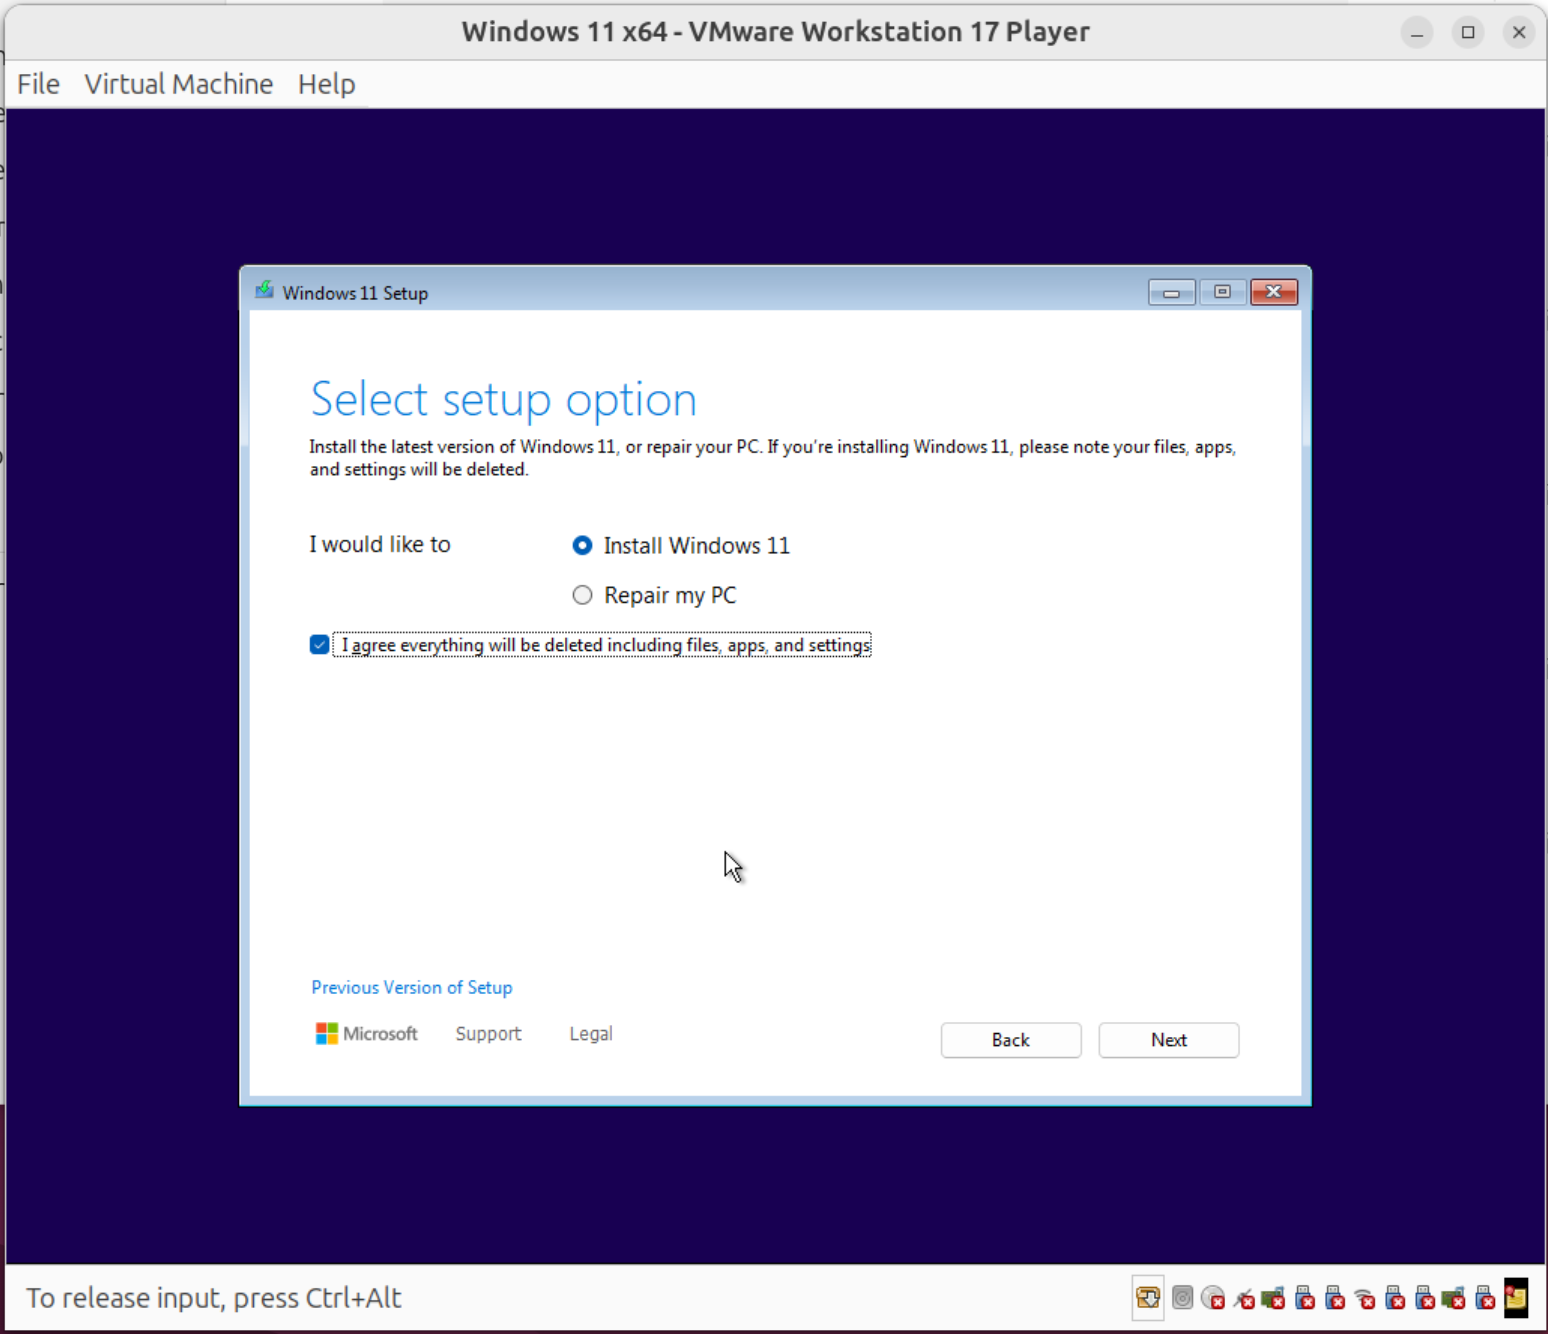 Windows 11 x64 - VMware Workstation 17 Player
File Virtual Machine Help
Windows 11 Setup
Select setup option
Install the latest version of Windows 11, or repair your PC. If you're installing Windows 11, please note your files, apps,
and settings will be deleted.
I would like to
Install Windows 11
Repair my PC
I agree everything will be deleted including files, apps, and settings
Previous Version of Setup
Microsoft Support Legal
Back Next
To release input, press Ctrl+Alt